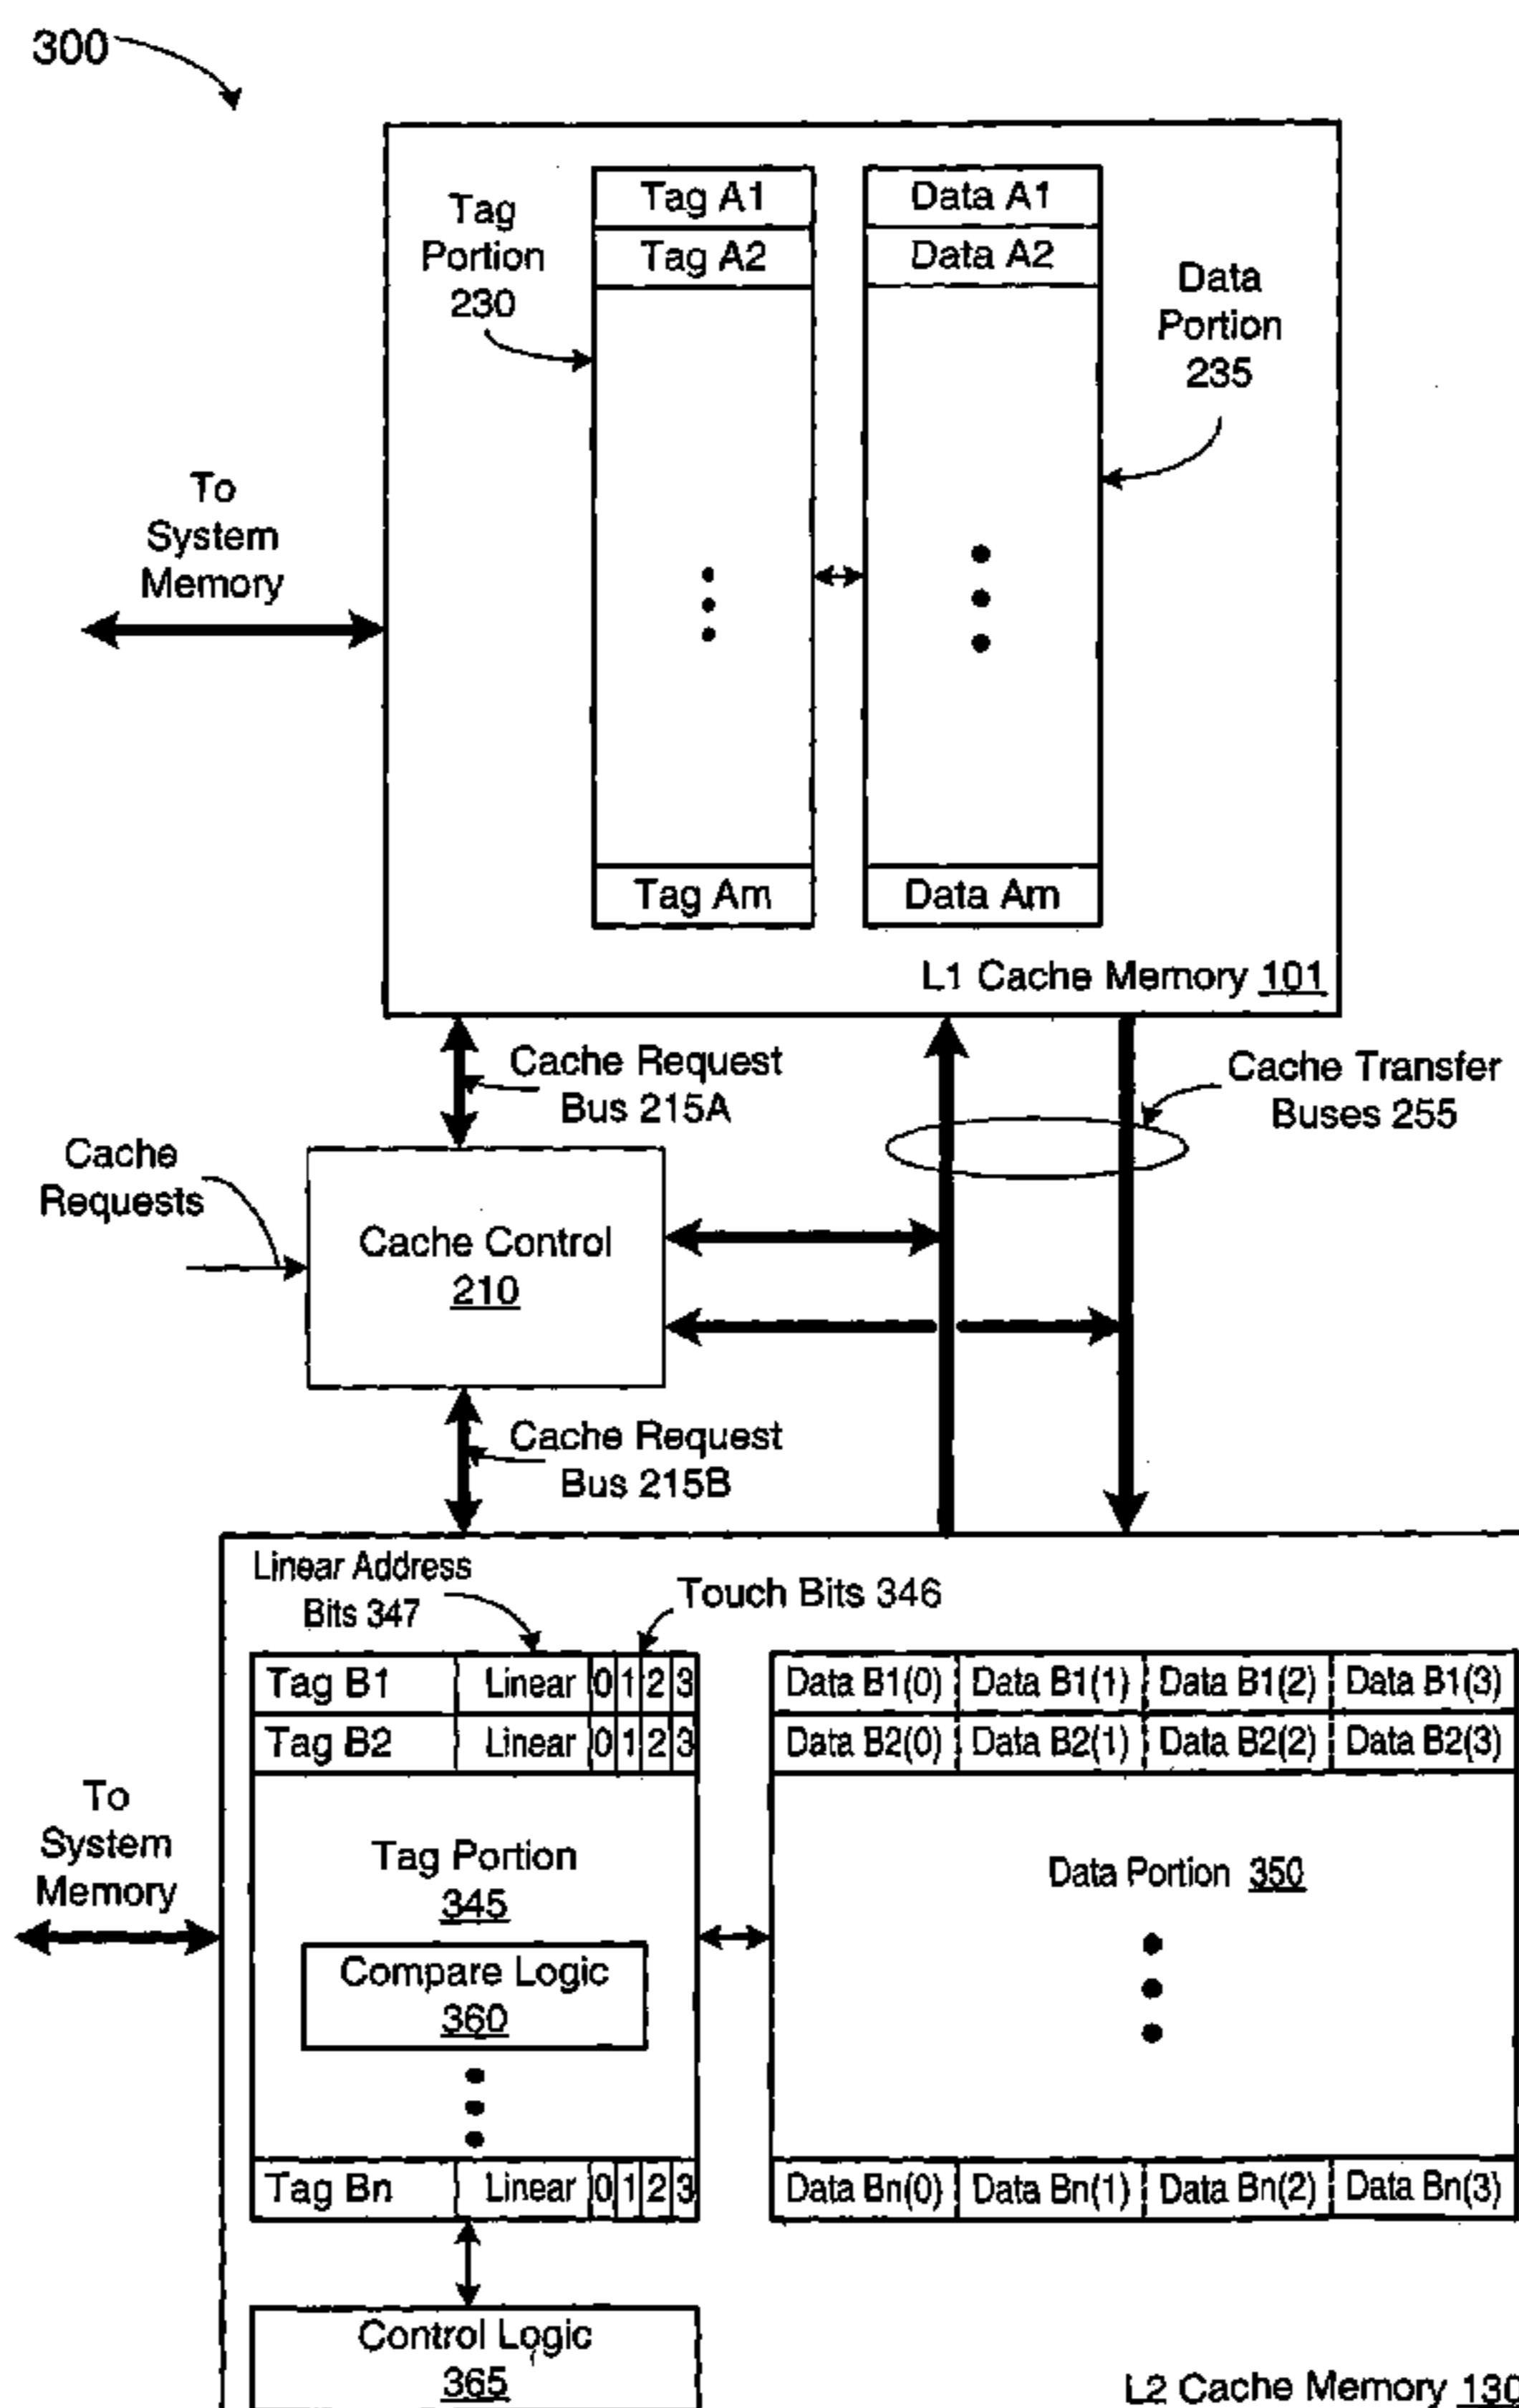 300
Tag
Portion
230
Tag A1
Tag A2
Tag Am
Data A1
Data A2
Data Am
Data
Portion
235
To
System
Memory
L1 Cache Memory 101
Cache Request
Bus 215A
Cache Transfer
Buses 255
Cache
Requests
Cache Control
210
Cache Request
Bus 215B
Linear Address
Bits 347
Touch Bits 346
Tag B1 Linear 0 1 2 3
Data B1(0) Data B1(1) Data B1(2) Data B1(3)
Tag B2 Linear 0 1 2 3
Data B2(0) Data B2(1) Data B2(2) Data B2(3)
To
System
Memory
Tag Portion
345
Compare Logic
360
Data Portion 350
Tag Bn Linear 0 1 2 3
Data Bn(0) Data Bn(1) Data Bn(2) Data Bn(3)
Control Logic
365
L2 Cache Memory 130